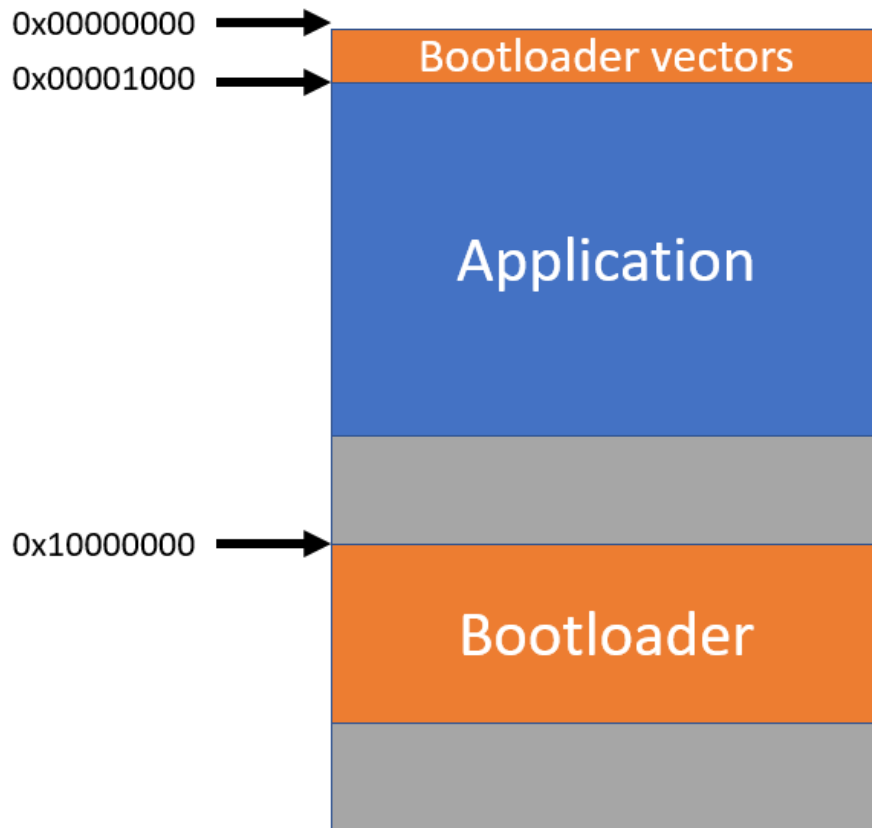 0x00000000
Bootloader vectors
0x00001000
Application
0x10000000
Bootloader